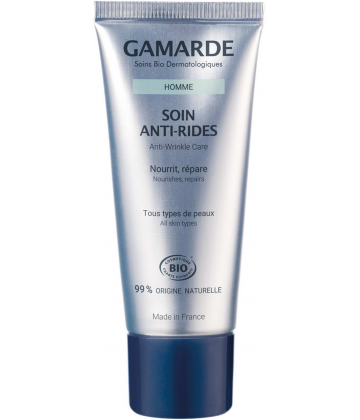 GAMARDE
Soins Bio Dermatologiques
HOMME
SOIN
ANTI-RIDES
Anti-Wrinkle Care
Nourrit, répare
Nourishes, repairs
Tous types de peaux
All skin types
BIO
99% ORIGINE NATURELLE
Made in France